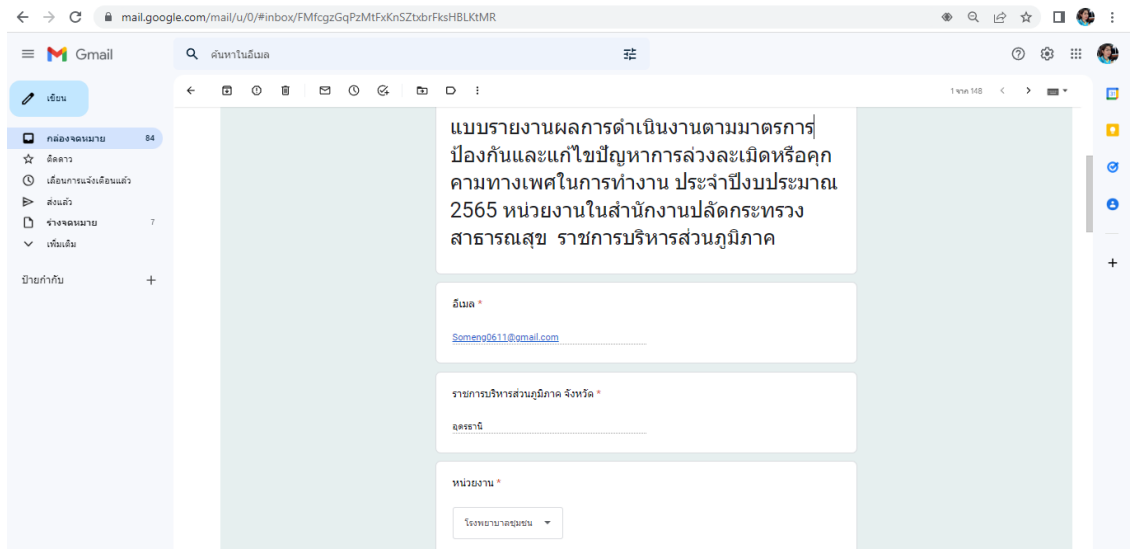 mail.google.com/mail/u/0/#inbox/FMfcgzGqPzMtFxKnSZtxbrFksHBLKtMR
Gmail
ค้นหาในอีเมล
เขียน
1 จาก 148
กล่องจดหมาย 84
ติดดาว
เลื่อนการแจ้งเตือนแล้ว
ส่งแล้ว
ร่างจดหมาย 7
เพิ่มเติม
ป้ายกำกับ
แบบรายงานผลการดำเนินงานตามมาตรการ
ป้องกันและแก้ไขปัญหาการล่วงละเมิดหรือคุก
คามทางเพศในการทำงาน ประจำปีงบประมาณ
2565 หน่วยงานในสำนักงานปลัดกระทรวง
สาธารณสุข ราชการบริหารส่วนภูมิภาค
อีเมล *
Someng0611@gmail.com
ราชการบริหารส่วนภูมิภาค จังหวัด *
อุดรธานี
หน่วยงาน *
โรงพยาบาลชุมชน
31